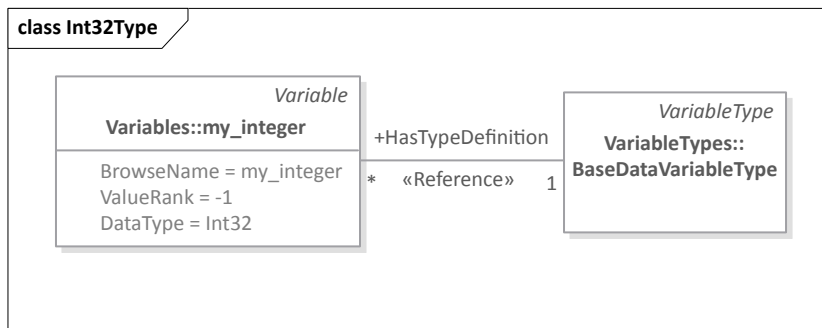 class Int32Type
Variable
Variables::my_integer
BrowseName = my_integer
ValueRank = -1
DataType = Int32
+HasTypeDefinition
* «Reference» 1
VariableType
VariableTypes::
BaseDataVariableType